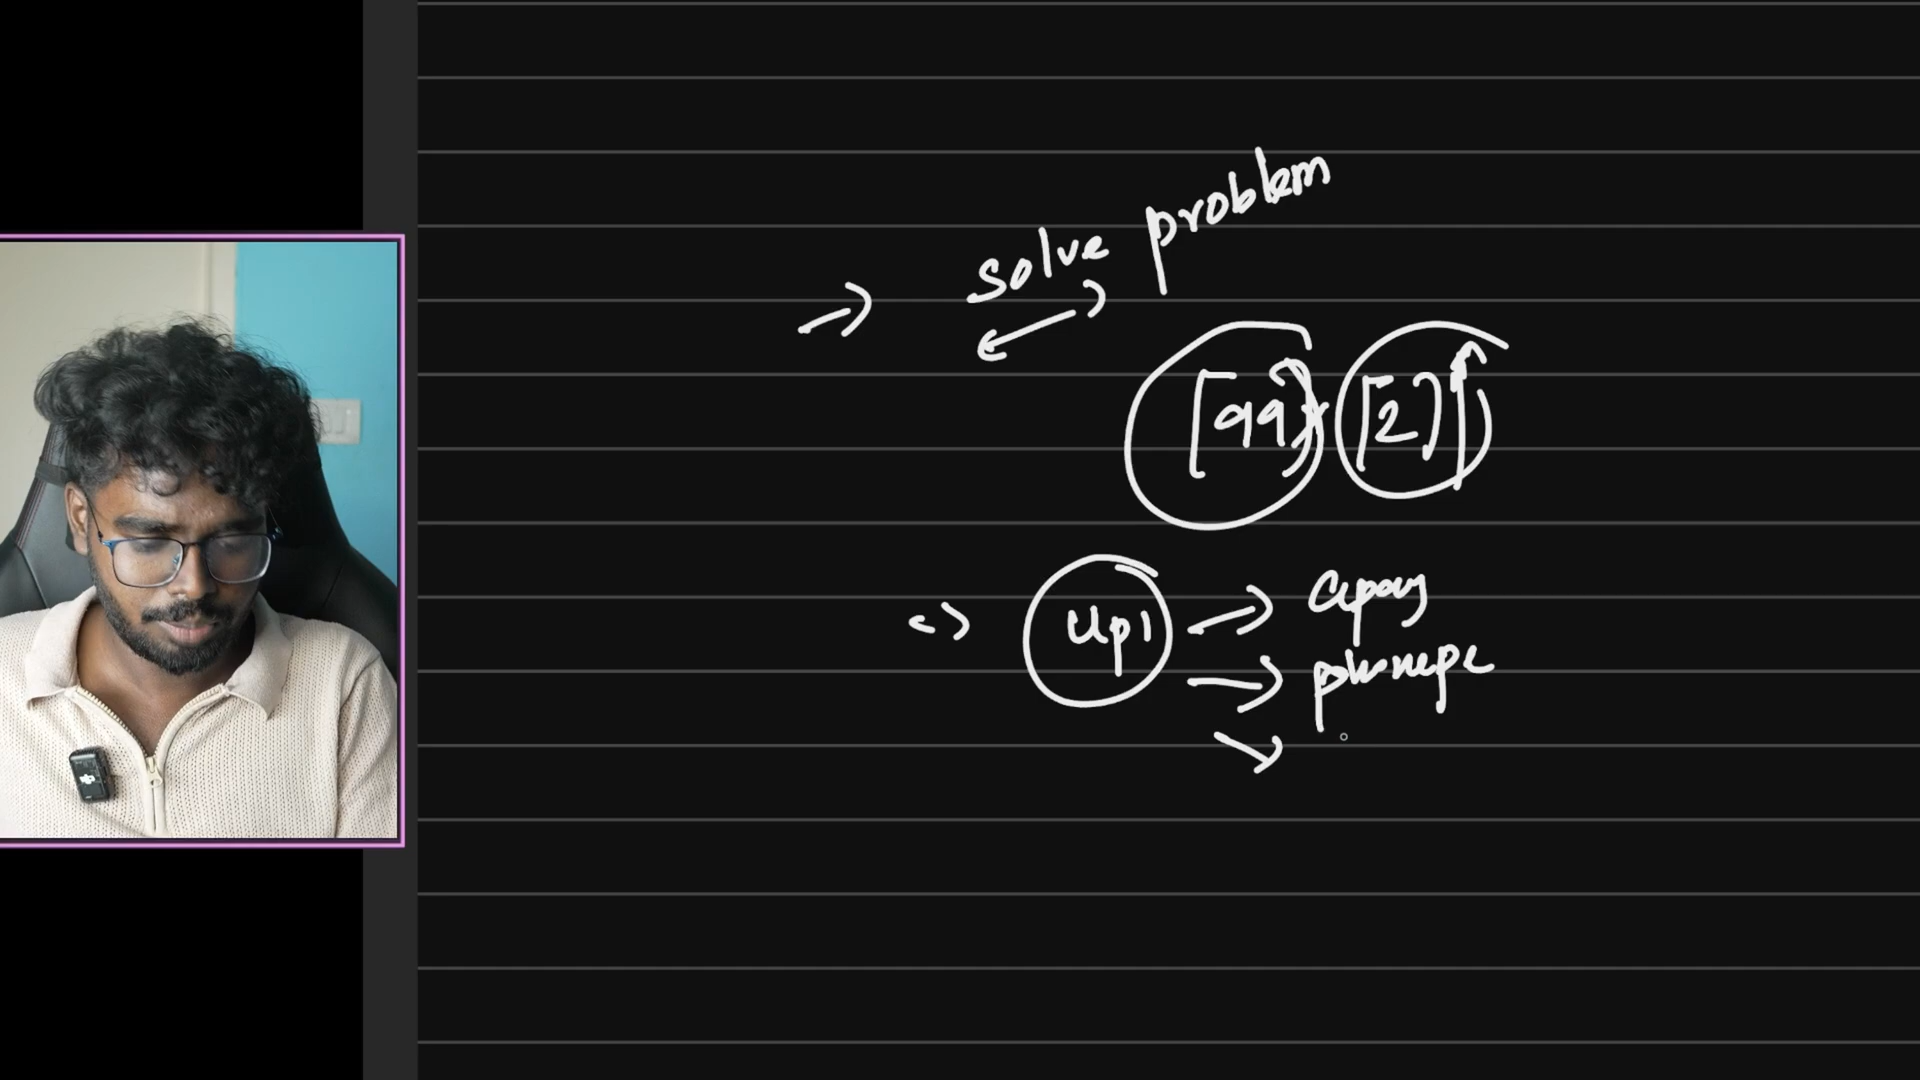 → solve problem
[99] [2]
upi → Gpay
→ phonepe